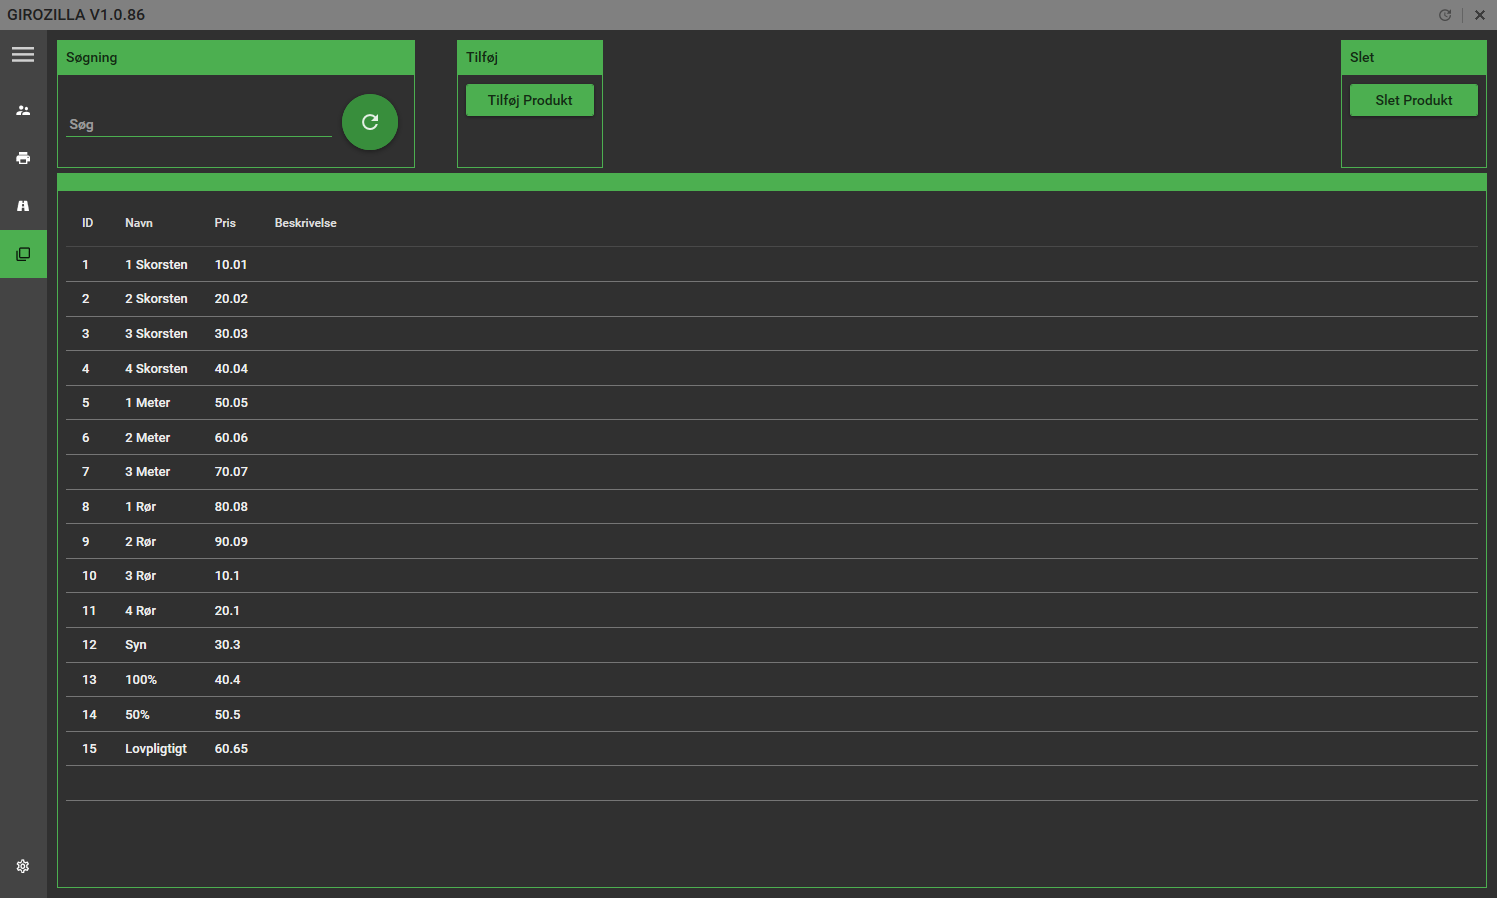 GIROZILLA V1.0.86
Søgning
Tilføj
Slet
Søg
Tilføj Produkt
Slet Produkt
ID Navn Pris Beskrivelse
1 1 Skorsten 10.01
2 2 Skorsten 20.02
3 3 Skorsten 30.03
4 4 Skorsten 40.04
5 1 Meter 50.05
6 2 Meter 60.06
7 3 Meter 70.07
8 1 Rør 80.08
9 2 Rør 90.09
10 3 Rør 10.1
11 4 Rør 20.1
12 Syn 30.3
13 100% 40.4
14 50% 50.5
15 Lovpligtigt 60.65